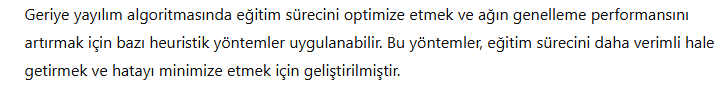 Geriye yayılım algoritmasında eğitim sürecini optimize etmek ve ağın genelleme performansını
artırmak için bazı heuristik yöntemler uygulanabilir. Bu yöntemler, eğitim sürecini daha verimli hale
getirmek ve hatayı minimize etmek için geliştirilmiştir.